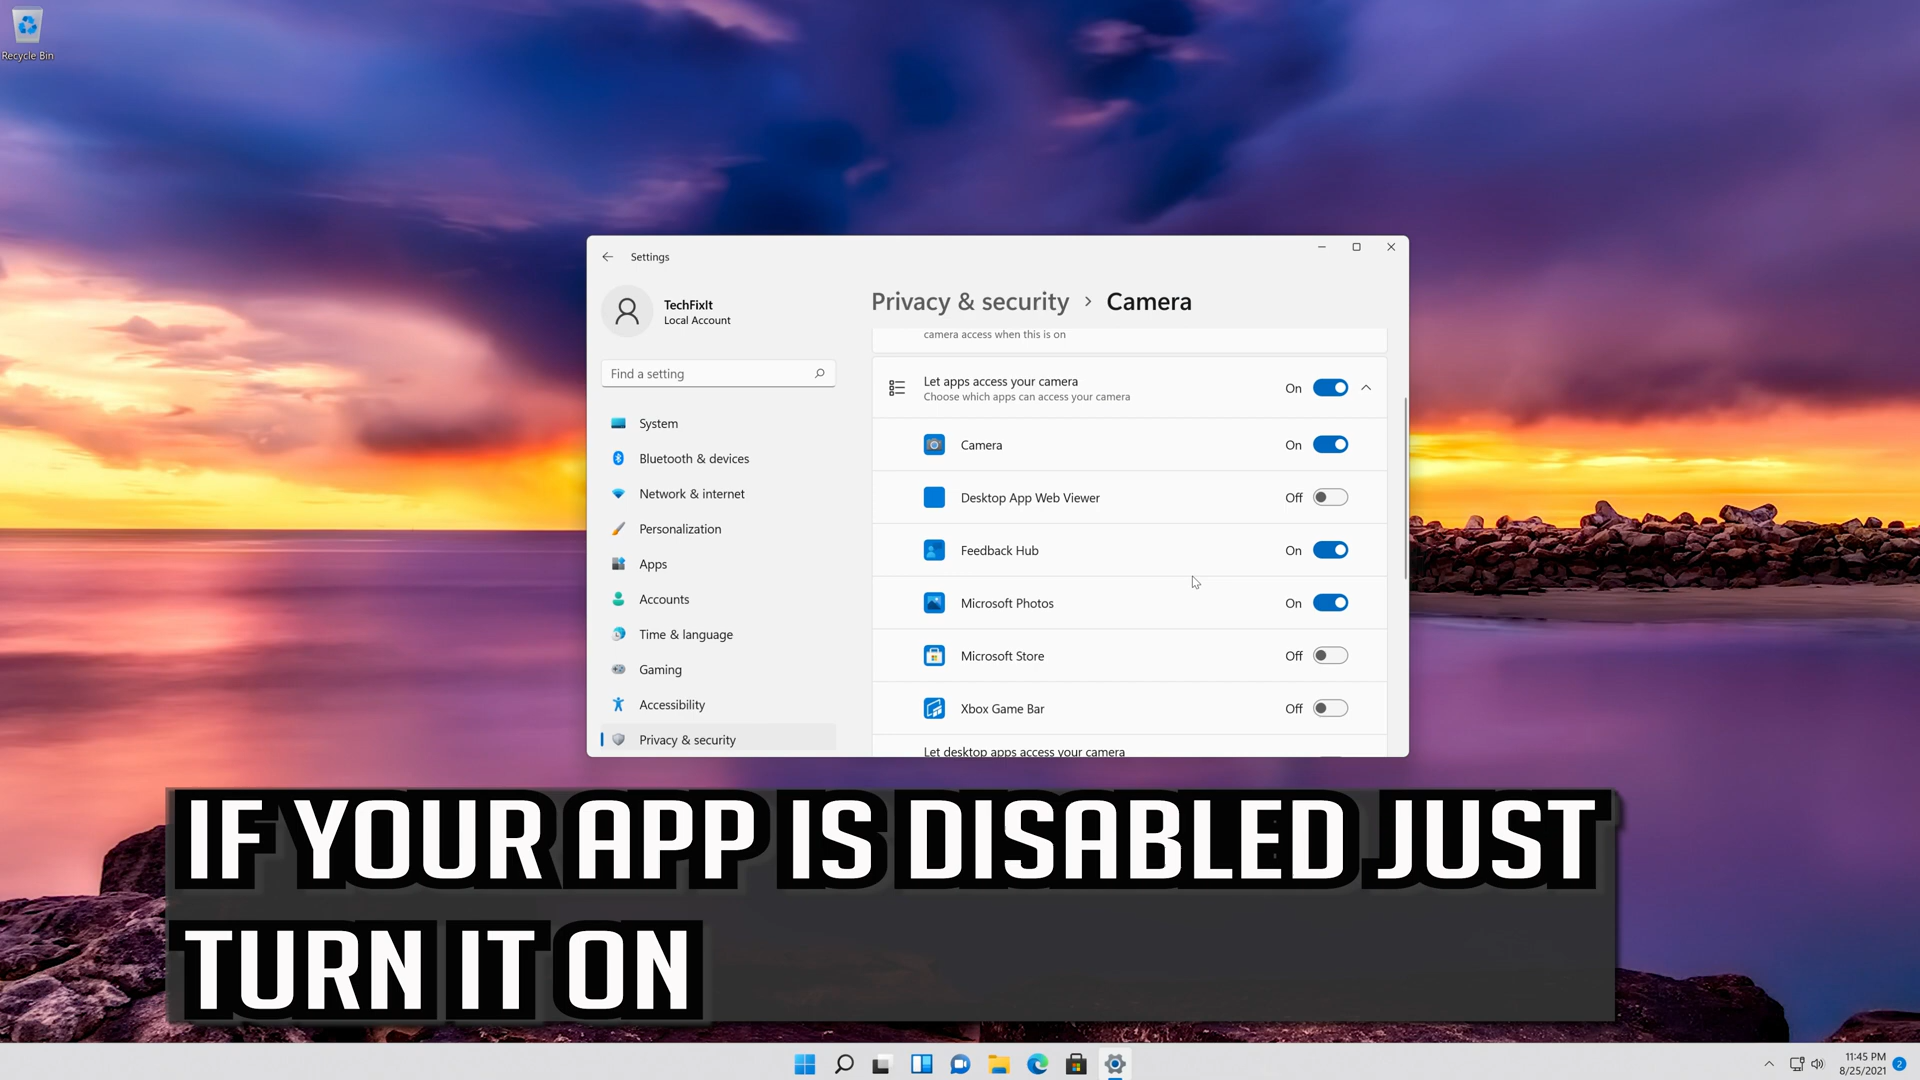 Recycle Bin
Settings
TechFixIt
Local Account
Find a setting
System
Bluetooth & devices
Network & internet
Personalization
Apps
Accounts
Time & language
Gaming
Accessibility
Privacy & security
Privacy & security > Camera
camera access when this is on
Let apps access your camera
On
Choose which apps can access your camera
Camera On
Desktop App Web Viewer Off
Feedback Hub On
Microsoft Photos On
Microsoft Store Off
Xbox Game Bar Off
Let desktop apps access your camera
IF YOUR APP IS DISABLED JUST
TURN IT ON
11:45 PM
8/25/2021
2